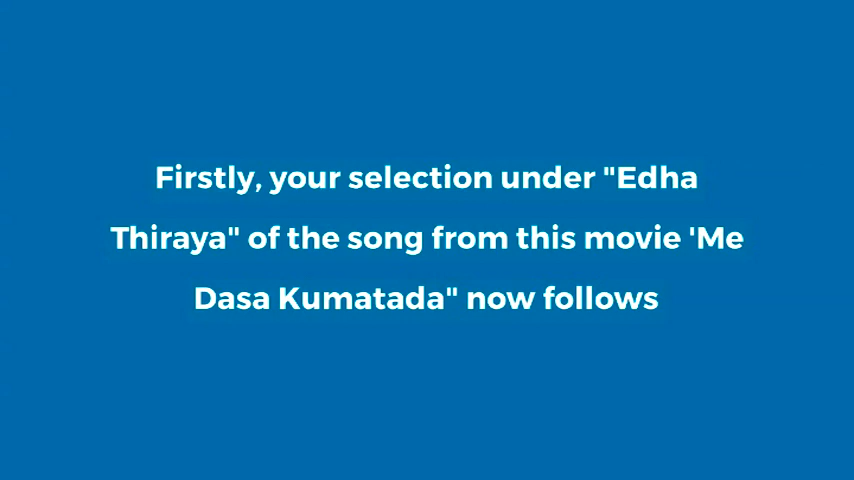 Firstly, your selection under "Edha
Thiraya" of the song from this movie 'Me
Dasa Kumatada" now follows